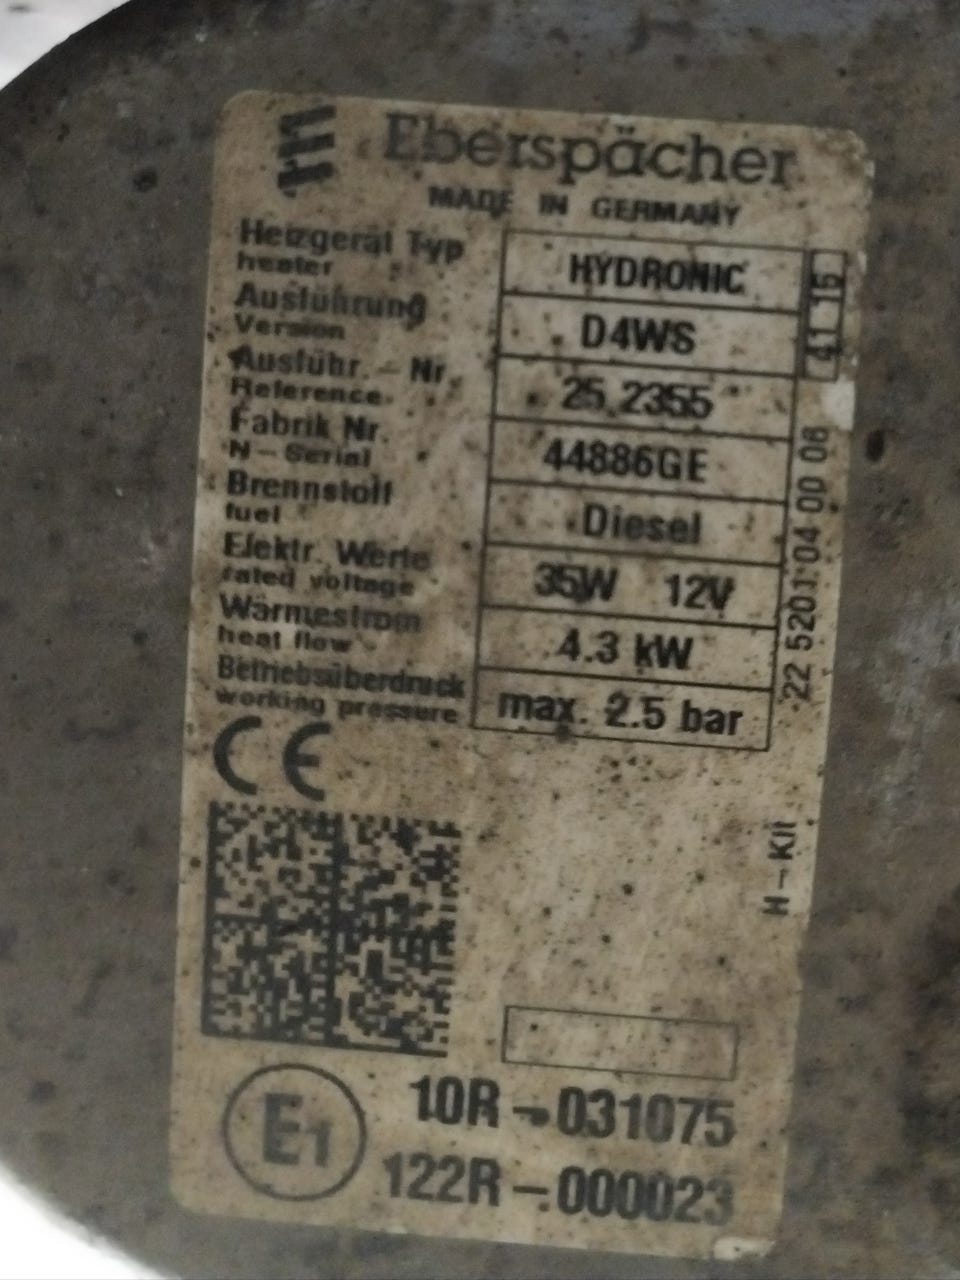 Eberspächer
MADE IN GERMANY
Heizgerät Typ
heater
HYDRONIC
Ausführung
Version
D4WS
Ausführ. - Nr.
Reference
25 2355
Fabrik Nr.
N - Serial
44886GE
Brennstoff
fuel
Diesel
Elektr. Werte
rated voltage
35W 12V
Wärmestrom
heat flow
4.3 kW
Betriebsüberdruck
working pressure
max. 2.5 bar
41 15
22 5201 04 00 06
H-Kit
CE
E1
10R - 031075
122R - 000023